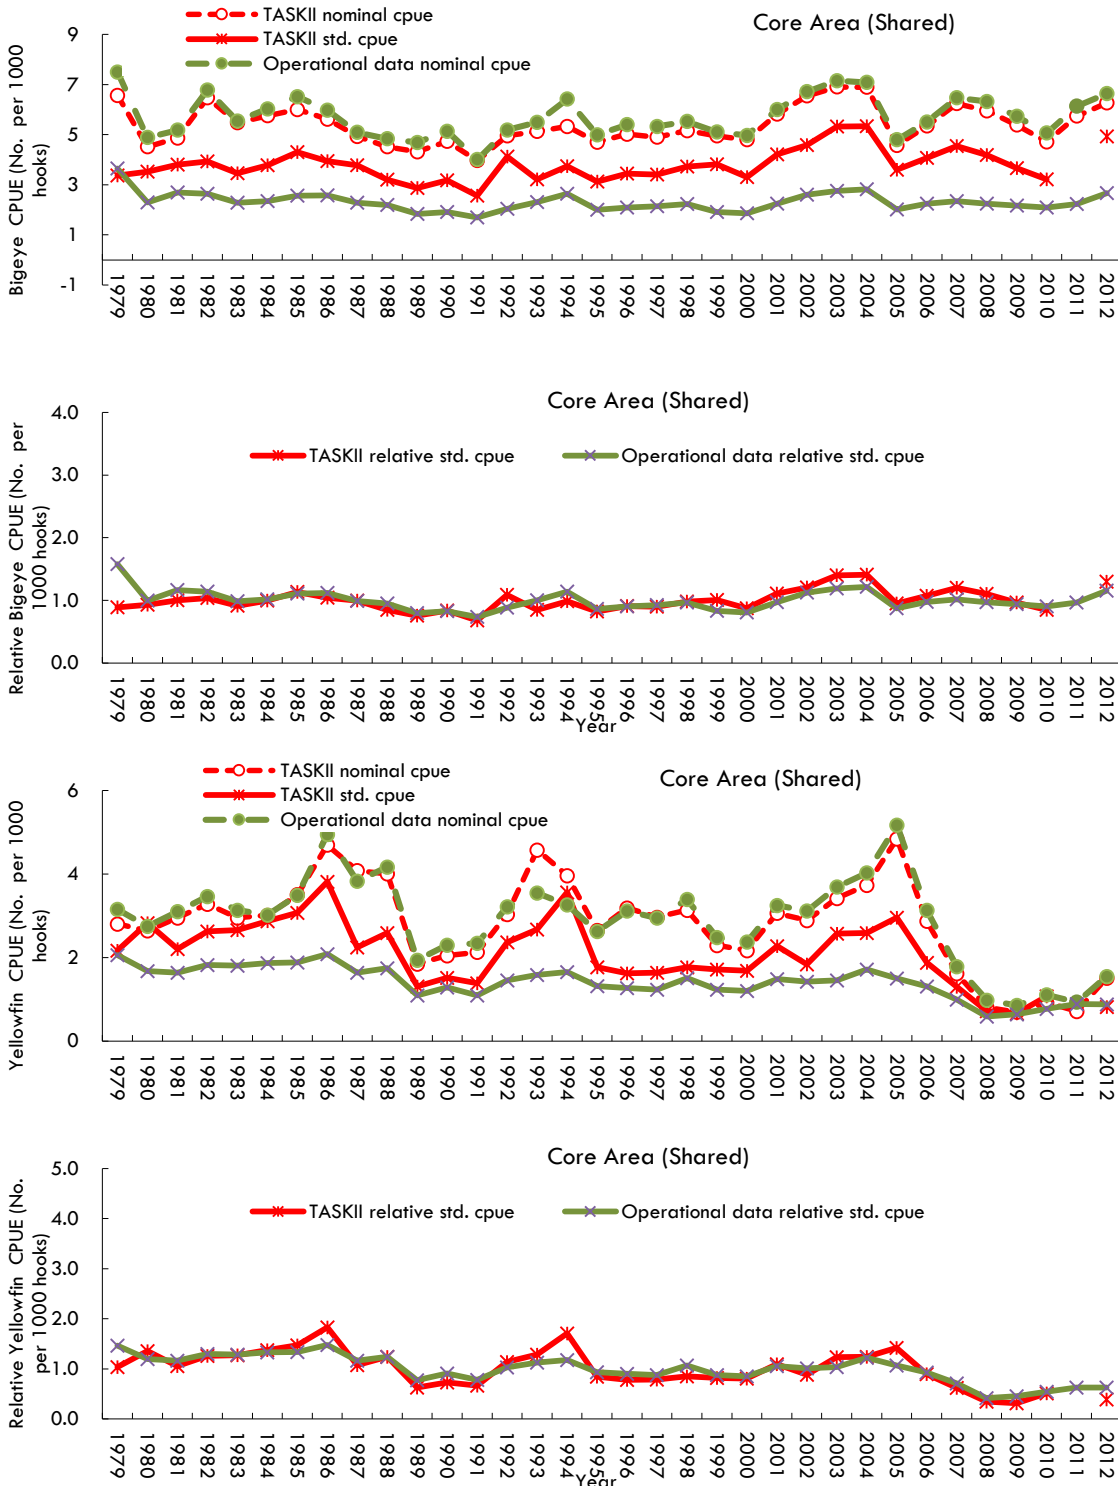 TASKII nominal cpue
TASKII std. cpue
Operational data nominal cpue
Core Area (Shared)
Bigeye CPUE (No. per 1000
hooks)
9
7
5
3
1
-1
1979 1980 1981 1982 1983 1984 1985 1986 1987 1988 1989 1990 1991 1992 1993 1994 1995 1996 1997 1998 1999 2000 2001 2002 2003 2004 2005 2006 2007 2008 2009 2010 2011 2012
Core Area (Shared)
Relative Bigeye CPUE (No. per
1000 hooks)
4.0
3.0
2.0
1.0
0.0
TASKII relative std. cpue
Operational data relative std. cpue
1979 1980 1981 1982 1983 1984 1985 1986 1987 1988 1989 1990 1991 1992 1993 1994 1995 1996 1997 1998 1999 2000 2001 2002 2003 2004 2005 2006 2007 2008 2009 2010 2011 2012
Year
TASKII nominal cpue
TASKII std. cpue
Operational data nominal cpue
Core Area (Shared)
Yellowfin CPUE (No. per 1000
hooks)
6
4
2
0
1979 1980 1981 1982 1983 1984 1985 1986 1987 1988 1989 1990 1991 1992 1993 1994 1995 1996 1997 1998 1999 2000 2001 2002 2003 2004 2005 2006 2007 2008 2009 2010 2011 2012
Core Area (Shared)
Relative Yellowfin CPUE (No.
per 1000 hooks)
5.0
4.0
3.0
2.0
1.0
0.0
TASKII relative std. cpue
Operational data relative std. cpue
1979 1980 1981 1982 1983 1984 1985 1986 1987 1988 1989 1990 1991 1992 1993 1994 1995 1996 1997 1998 1999 2000 2001 2002 2003 2004 2005 2006 2007 2008 2009 2010 2011 2012
Year